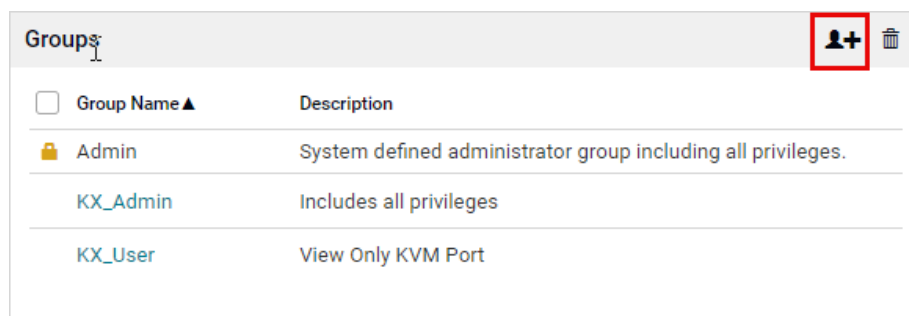 Groups
Group Name▲ Description
Admin System defined administrator group including all privileges.
KX_Admin Includes all privileges
KX_User View Only KVM Port